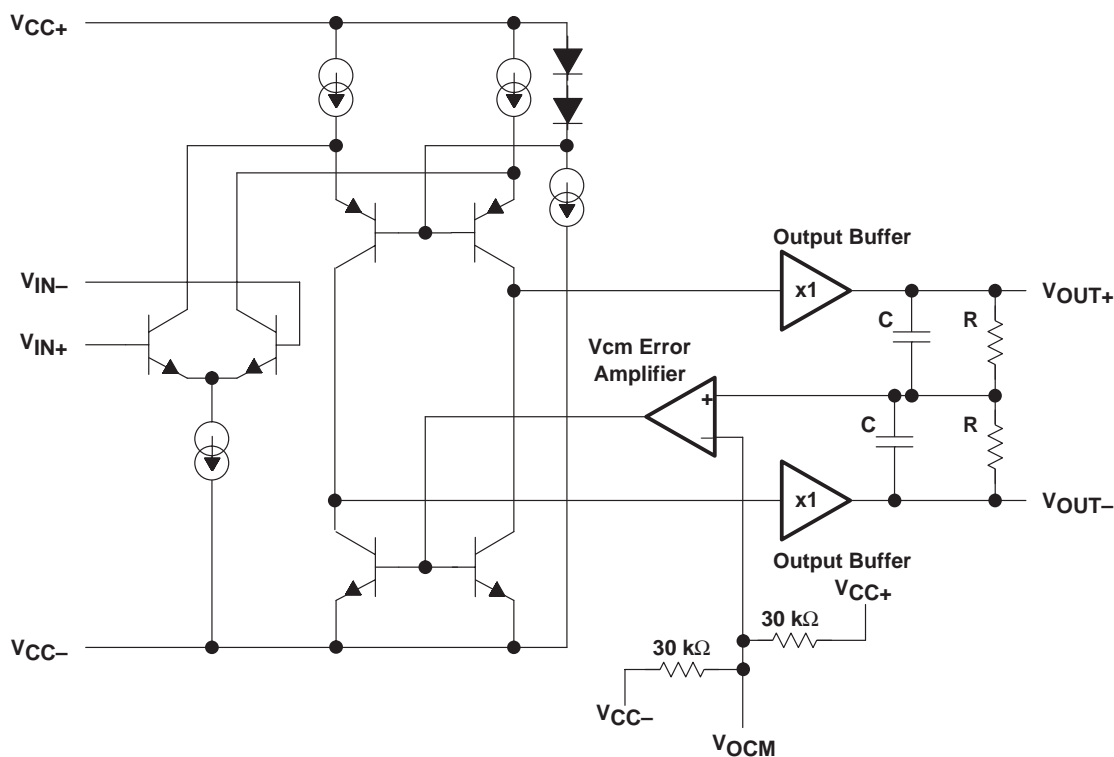 VCC+
Output Buffer
VIN–
x1
VOUT+
C
R
VIN+
Vcm Error
Amplifier
+
C
R
–
x1
VOUT–
Output Buffer
VCC+
30 kΩ
VCC–
30 kΩ
VCC–
VOCM